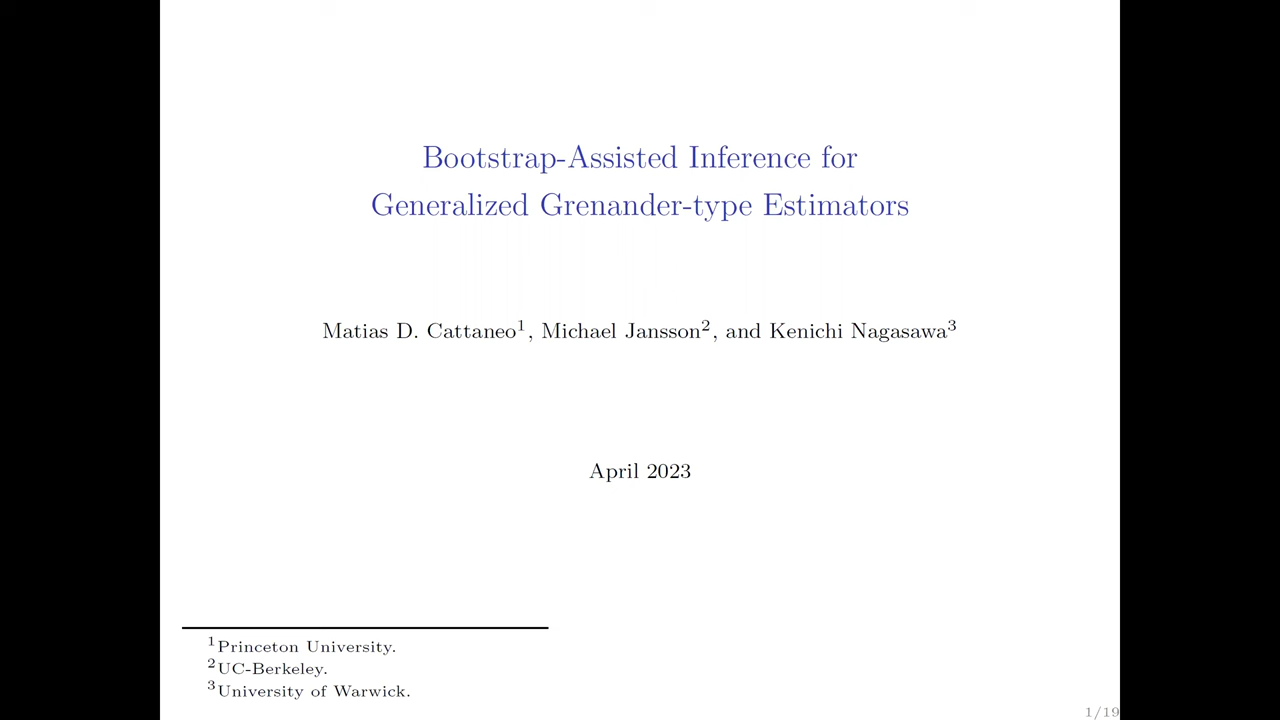 Bootstrap-Assisted Inference for
Generalized Grenander-type Estimators
Matias D. Cattaneo¹, Michael Jansson², and Kenichi Nagasawa³
April 2023
¹Princeton University.
²UC-Berkeley.
³University of Warwick.
1/19